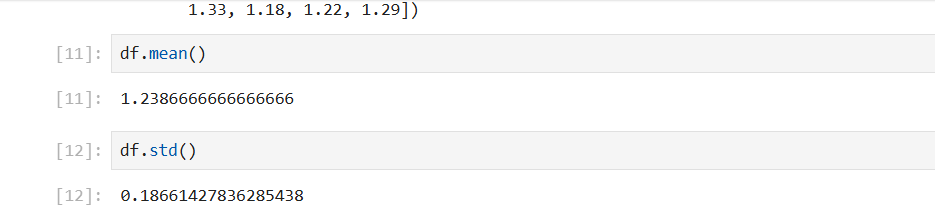 1.33, 1.18, 1.22, 1.29])
[11]: df.mean()
[11]: 1.2386666666666666
[12]: df.std()
[12]: 0.18661427836285438